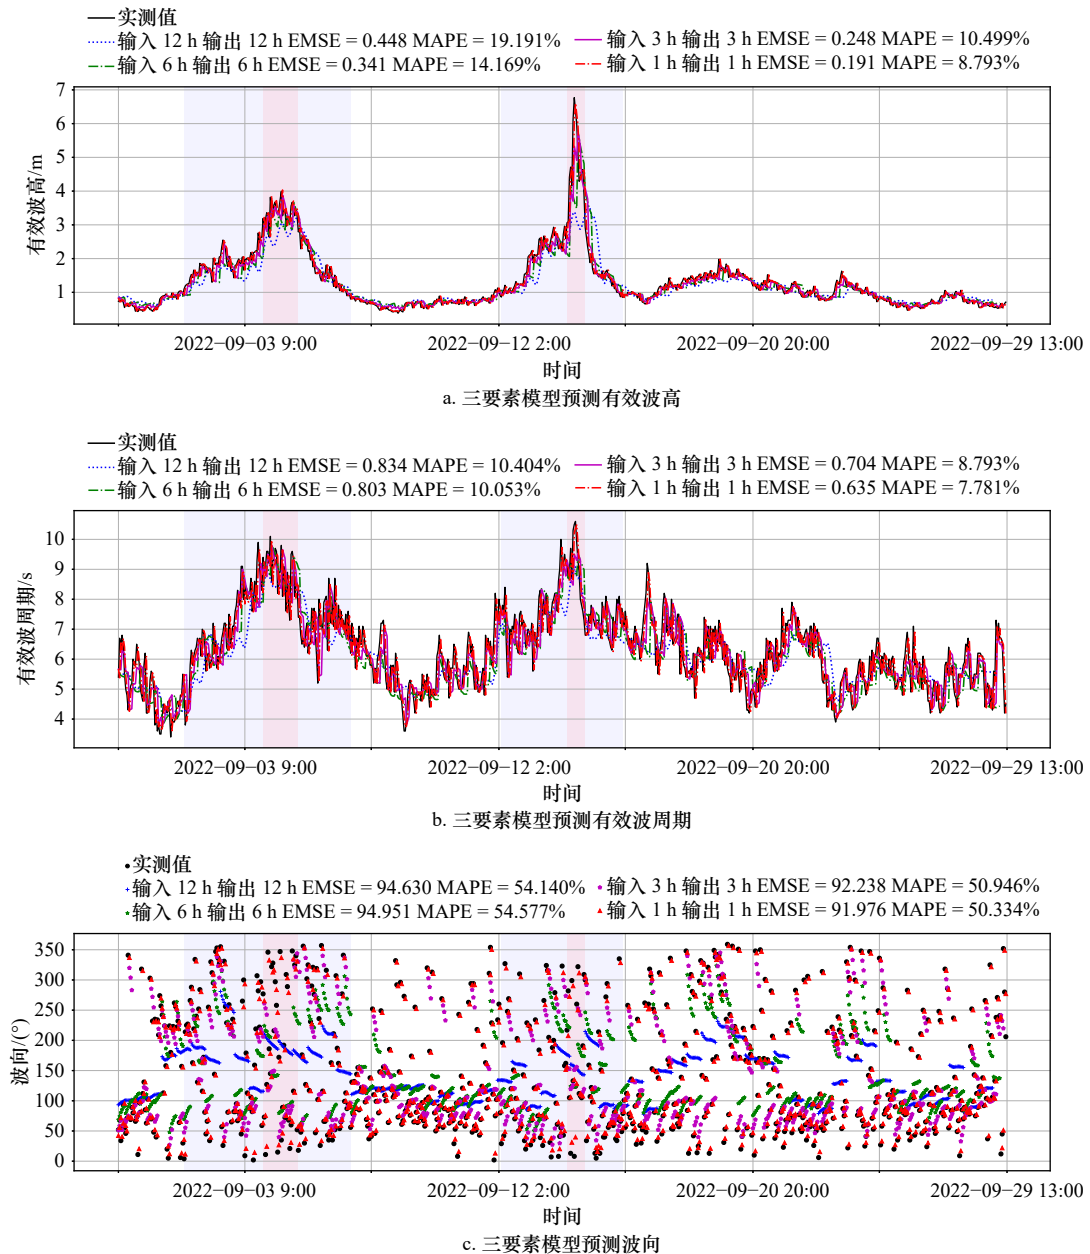 实测值
输入 12 h 输出 12 h EMSE = 0.448 MAPE = 19.191% 输入 3 h 输出 3 h EMSE = 0.248 MAPE = 10.499%
输入 6 h 输出 6 h EMSE = 0.341 MAPE = 14.169% 输入 1 h 输出 1 h EMSE = 0.191 MAPE = 8.793%
7
6
5
4
3
2
1
有效波高/m
2022−09−03 9:00 2022−09−12 2:00 2022−09−20 20:00 2022−09−29 13:00
时间
a. 三要素模型预测有效波高
实测值
输入 12 h 输出 12 h EMSE = 0.834 MAPE = 10.404% 输入 3 h 输出 3 h EMSE = 0.704 MAPE = 8.793%
输入 6 h 输出 6 h EMSE = 0.803 MAPE = 10.053% 输入 1 h 输出 1 h EMSE = 0.635 MAPE = 7.781%
10
9
8
7
6
5
4
有效波周期/s
2022−09−03 9:00 2022−09−12 2:00 2022−09−20 20:00 2022−09−29 13:00
时间
b. 三要素模型预测有效波周期
实测值
输入 12 h 输出 12 h EMSE = 94.630 MAPE = 54.140% 输入 3 h 输出 3 h EMSE = 92.238 MAPE = 50.946%
输入 6 h 输出 6 h EMSE = 94.951 MAPE = 54.577% 输入 1 h 输出 1 h EMSE = 91.976 MAPE = 50.334%
350
300
250
200
150
100
50
0
波向/(°)
2022−09−03 9:00 2022−09−12 2:00 2022−09−20 20:00 2022−09−29 13:00
时间
c. 三要素模型预测波向